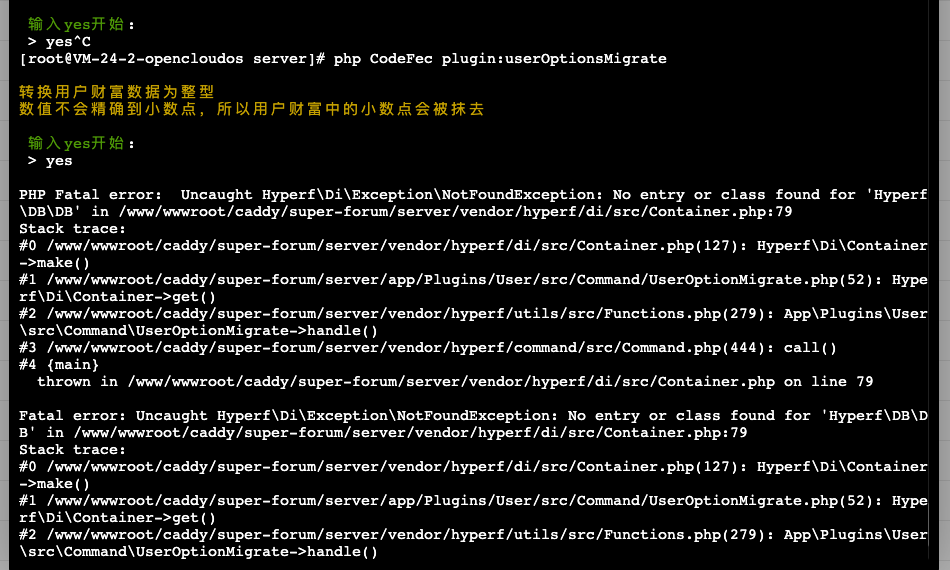 输入yes开始:
> yes^C
[root@VM-24-2-opencloudos server]# php CodeFec plugin:userOptionsMigrate
转换用户财富数据为整型
数值不会精确到小数点，所以用户财富中的小数点会被抹去
输入yes开始:
> yes
PHP Fatal error:  Uncaught Hyperf\Di\Exception\NotFoundException: No entry or class found for 'Hyperf
\DB\DB' in /www/wwwroot/caddy/super-forum/server/vendor/hyperf/di/src/Container.php:79
Stack trace:
#0 /www/wwwroot/caddy/super-forum/server/vendor/hyperf/di/src/Container.php(127): Hyperf\Di\Container
->make()
#1 /www/wwwroot/caddy/super-forum/server/app/Plugins/User/src/Command/UserOptionMigrate.php(52): Hype
rf\Di\Container->get()
#2 /www/wwwroot/caddy/super-forum/server/vendor/hyperf/utils/src/Functions.php(279): App\Plugins\User
\src\Command\UserOptionMigrate->handle()
#3 /www/wwwroot/caddy/super-forum/server/vendor/hyperf/command/src/Command.php(444): call()
#4 {main}
  thrown in /www/wwwroot/caddy/super-forum/server/vendor/hyperf/di/src/Container.php on line 79
Fatal error: Uncaught Hyperf\Di\Exception\NotFoundException: No entry or class found for 'Hyperf\DB\D
B' in /www/wwwroot/caddy/super-forum/server/vendor/hyperf/di/src/Container.php:79
Stack trace:
#0 /www/wwwroot/caddy/super-forum/server/vendor/hyperf/di/src/Container.php(127): Hyperf\Di\Container
->make()
#1 /www/wwwroot/caddy/super-forum/server/app/Plugins/User/src/Command/UserOptionMigrate.php(52): Hype
rf\Di\Container->get()
#2 /www/wwwroot/caddy/super-forum/server/vendor/hyperf/utils/src/Functions.php(279): App\Plugins\User
\src\Command\UserOptionMigrate->handle()